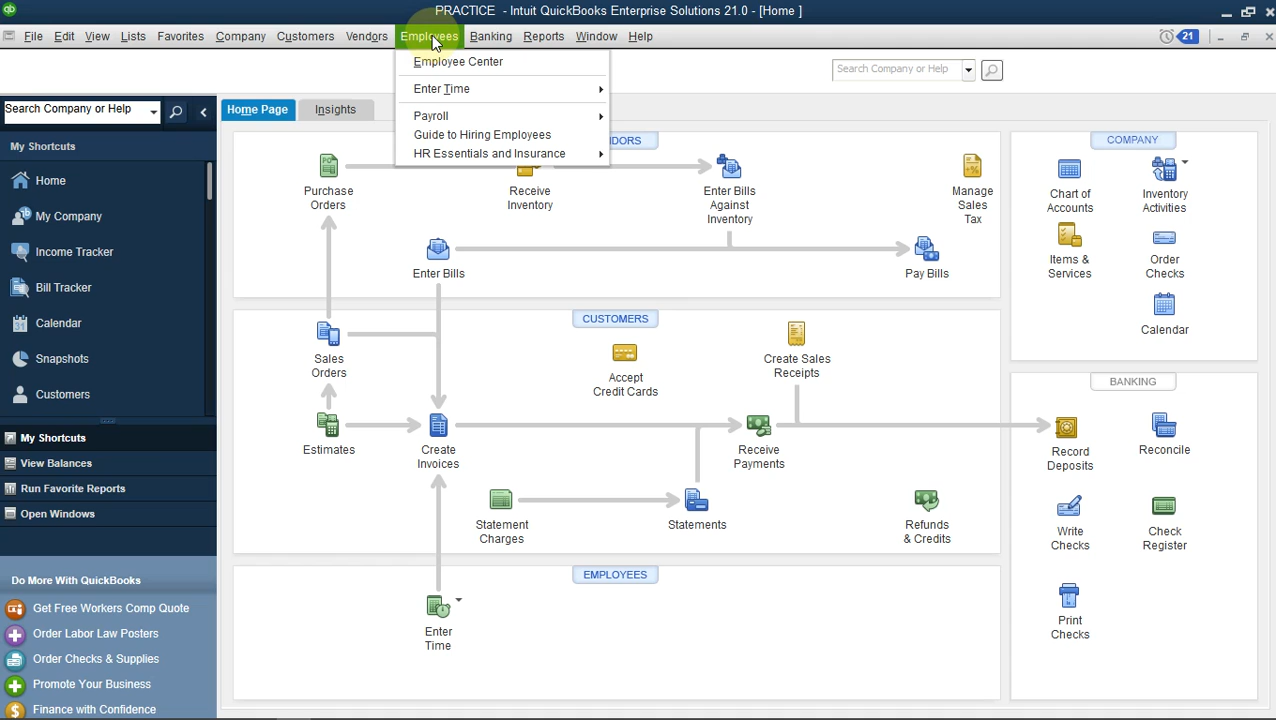 PRACTICE - Intuit QuickBooks Enterprise Solutions 21.0 - [Home ]
File Edit View Lists Favorites Company Customers Vendors Employees Banking Reports Window Help
21
Employee Center
Enter Time
Payroll
Guide to Hiring Employees
HR Essentials and Insurance
Search Company or Help
Search Company or Help
Home Page
Insights
My Shortcuts
Home
My Company
Income Tracker
Bill Tracker
Calendar
Snapshots
Customers
My Shortcuts
View Balances
Run Favorite Reports
Open Windows
Do More With QuickBooks
Get Free Workers Comp Quote
Order Labor Law Posters
Order Checks & Supplies
Promote Your Business
Finance with Confidence
DORS
Purchase
Orders
Receive
Inventory
Enter Bills
Against
Inventory
Manage
Sales
Tax
Enter Bills
Pay Bills
CUSTOMERS
Sales
Orders
Accept
Credit Cards
Create Sales
Receipts
Estimates
Create
Invoices
Receive
Payments
Statement
Charges
Statements
Refunds
& Credits
EMPLOYEES
Enter
Time
COMPANY
Chart of
Accounts
Inventory
Activities
Items &
Services
Order
Checks
Calendar
31
BANKING
Record
Deposits
Reconcile
Write
Checks
Check
Register
Print
Checks